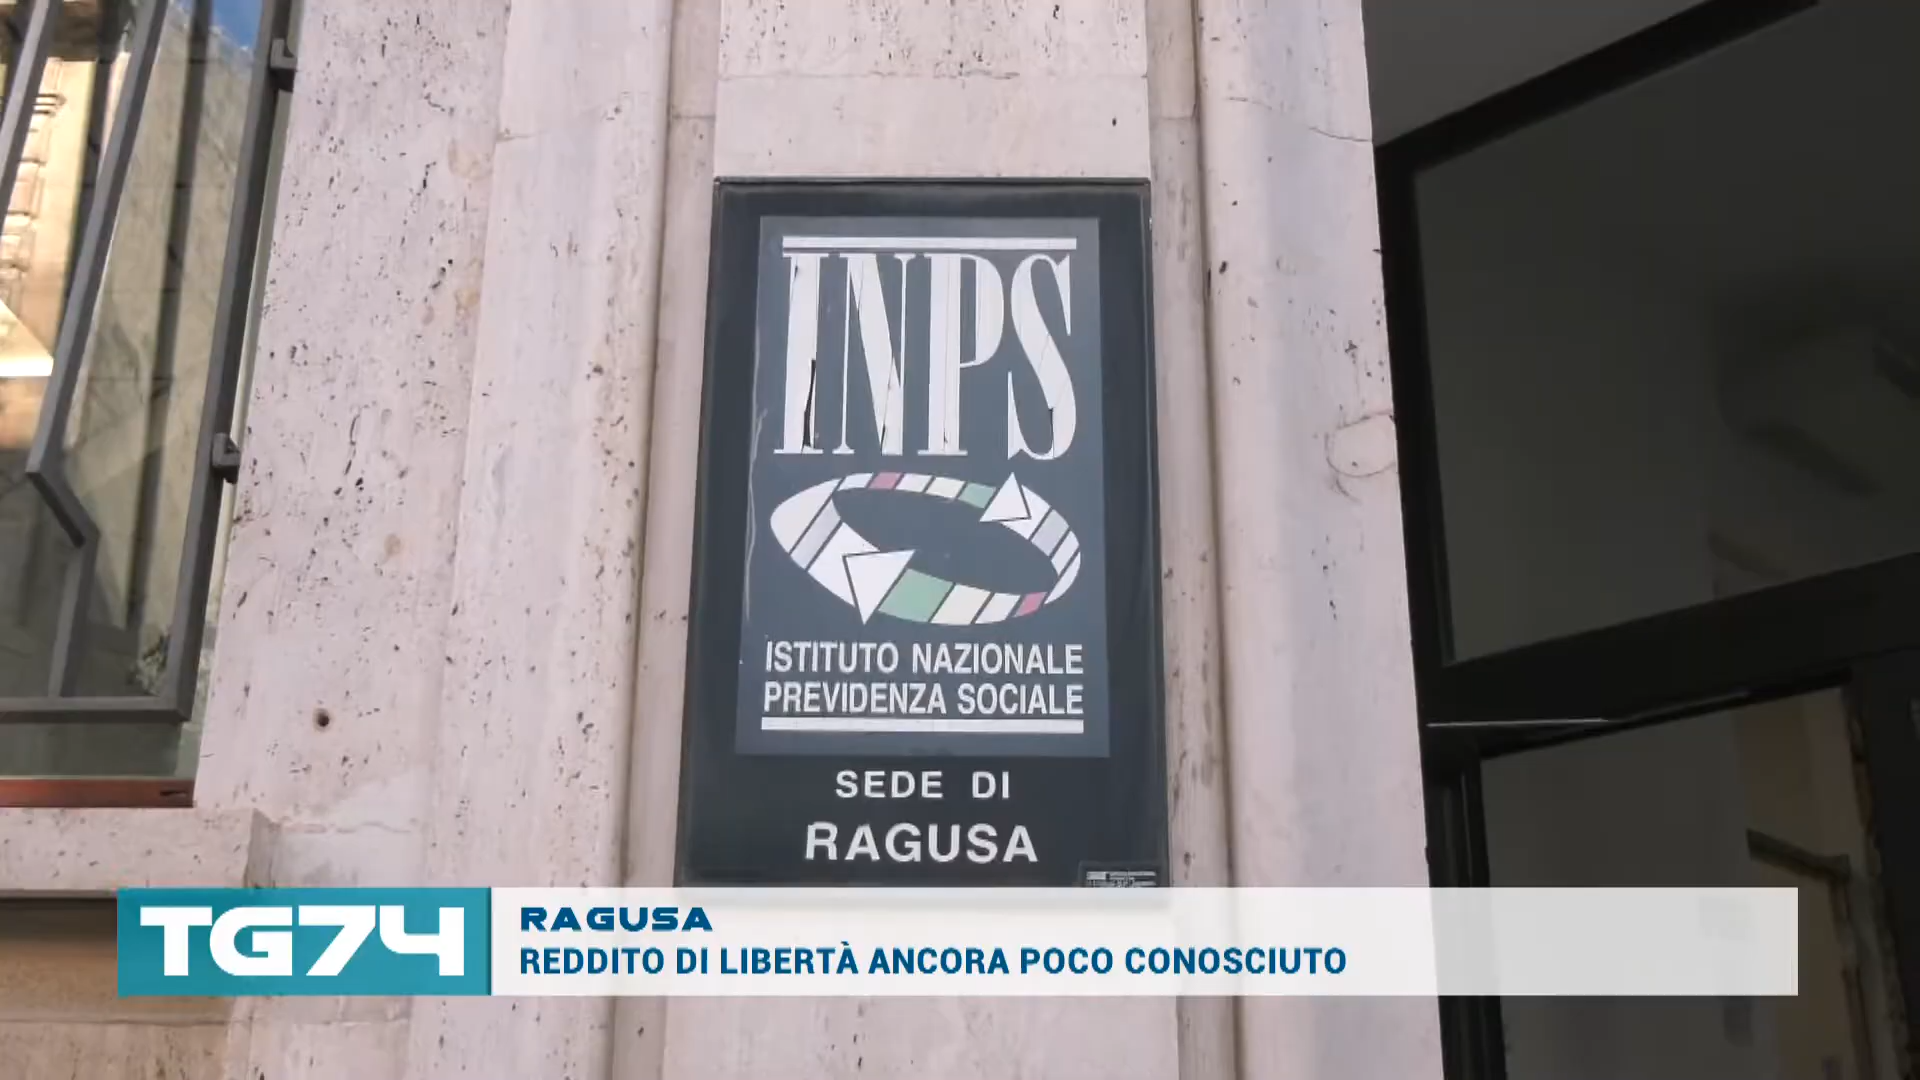 INPS
ISTITUTO NAZIONALE
PREVIDENZA SOCIALE
SEDE DI
RAGUSA
TG74
RAGUSA
REDDITO DI LIBERTÀ ANCORA POCO CONOSCIUTO